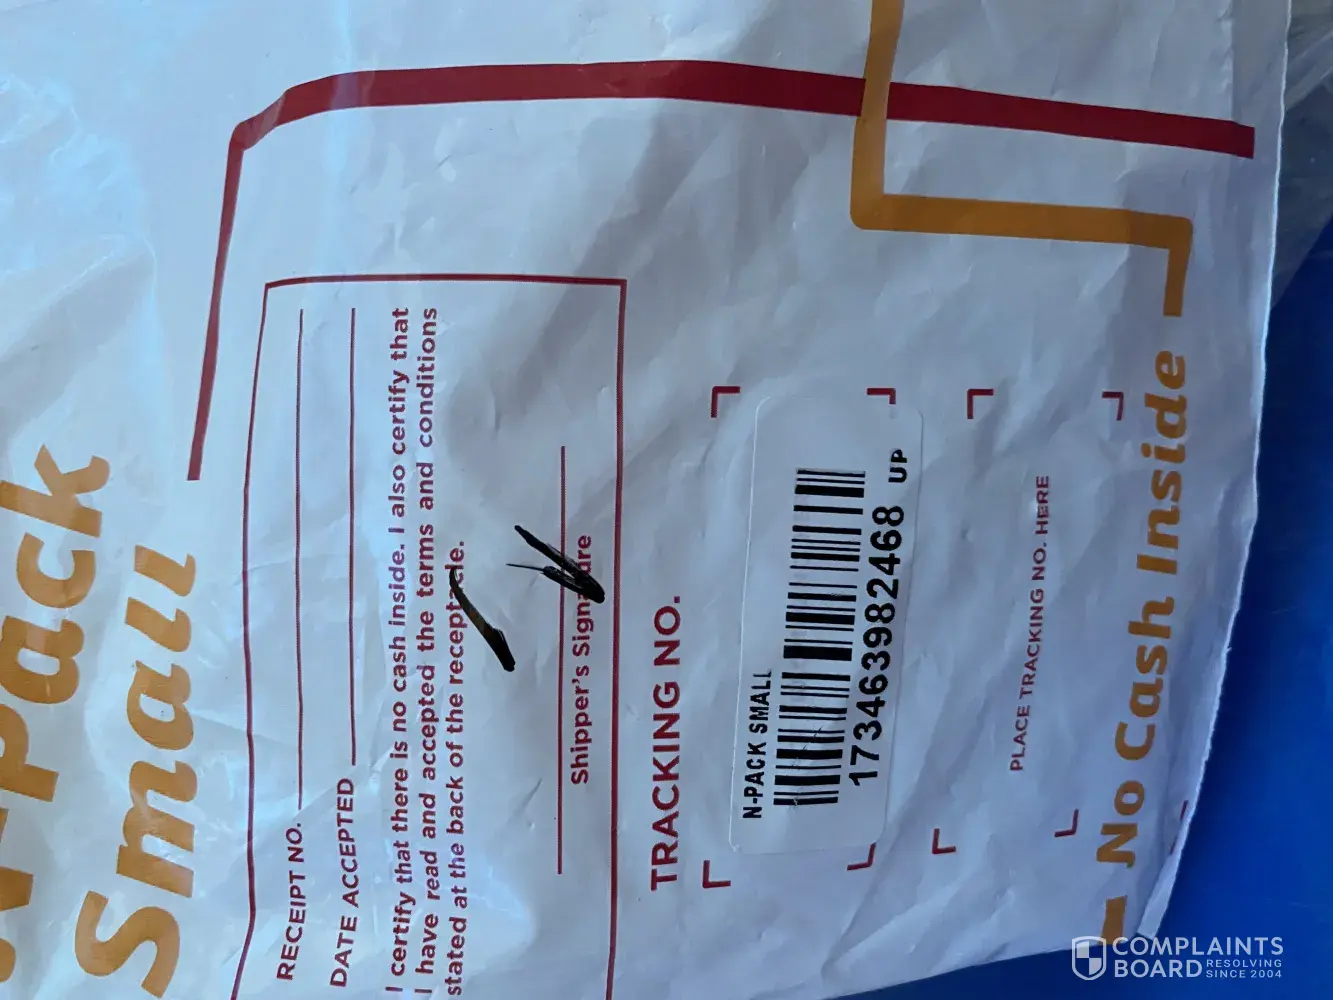 N-Pack
Small
RECEIPT NO.
DATE ACCEPTED
I certify that there is no cash inside. I also certify that
I have read and accepted the terms and conditions
stated at the back of the receptacle.
Shipper's Signature
TRACKING NO.
N-PACK SMALL
173463982468 UP
PLACE TRACKING NO. HERE
No Cash Inside
COMPLAINTS
BOARD RESOLVING
SINCE 2004